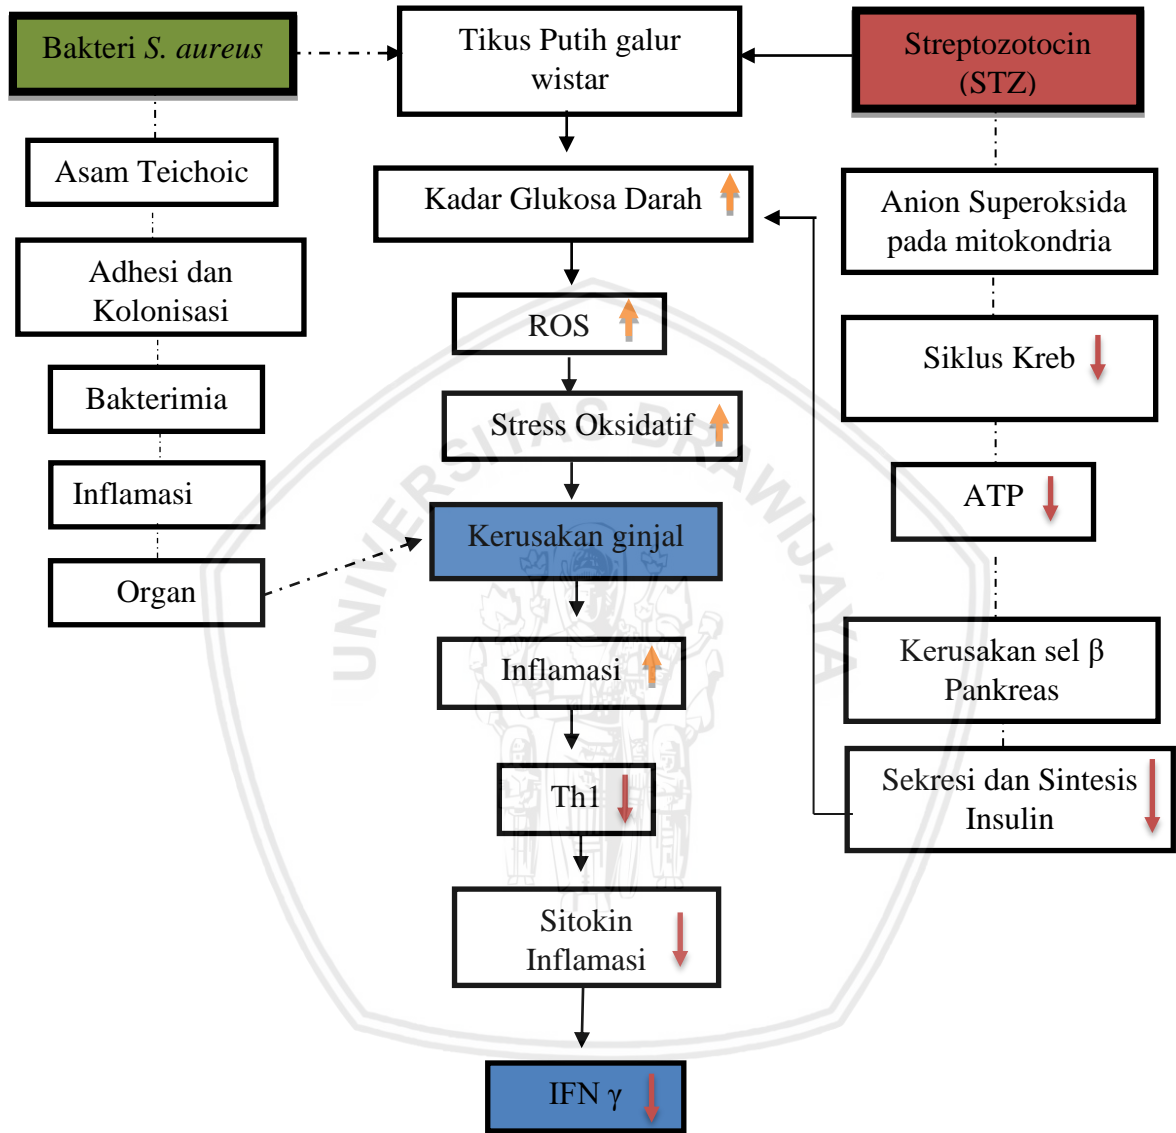 Bakteri S. aureus
Tikus Putih galur
wistar
Streptozotocin
(STZ)
Asam Teichoic
Kadar Glukosa Darah
Anion Superoksida
pada mitokondria
Adhesi dan
Kolonisasi
ROS
Siklus Kreb
Bakterimia
Stress Oksidatif
Inflamasi
ATP
Kerusakan ginjal
Organ
Inflamasi
Kerusakan sel β
Pankreas
Th1
Sekresi dan Sintesis
Insulin
Sitokin
Inflamasi
IFN γ
UNIVERSITAS BRAWIJAYA